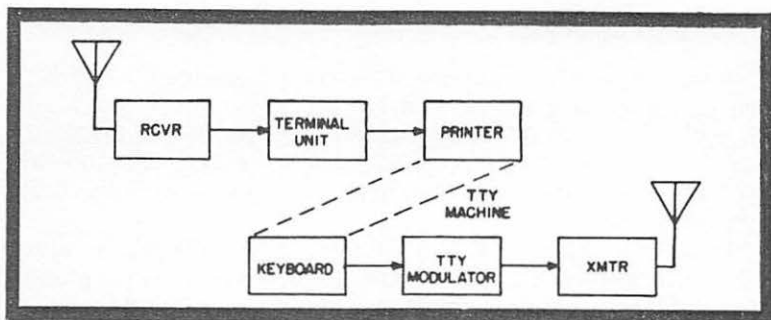 RCVR
TERMINAL
UNIT
PRINTER
TTY
MACHINE
KEYBOARD
TTY
MODULATOR
XMTR